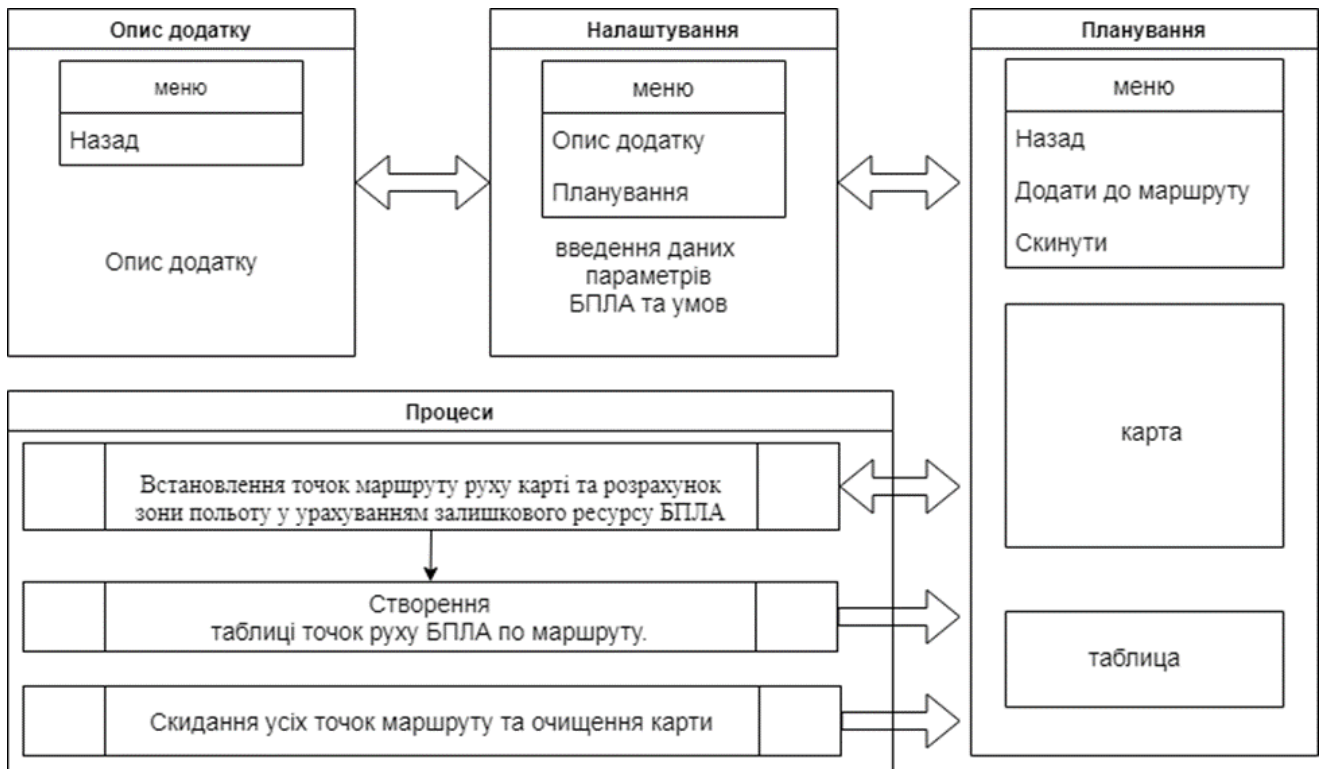 Опис додатку
меню
Назад
Опис додатку
Налаштування
меню
Опис додатку
Планування
введення даних
параметрів
БПЛА та умов
Планування
меню
Назад
Додати до маршруту
Скинути
карта
таблица
Процеси
Встановлення точок маршруту руху карті та розрахунок
зони польоту у урахуванням залишкового ресурсу БПЛА
Створення
таблиці точок руху БПЛА по маршруту.
Скидання усіх точок маршруту та очищення карти